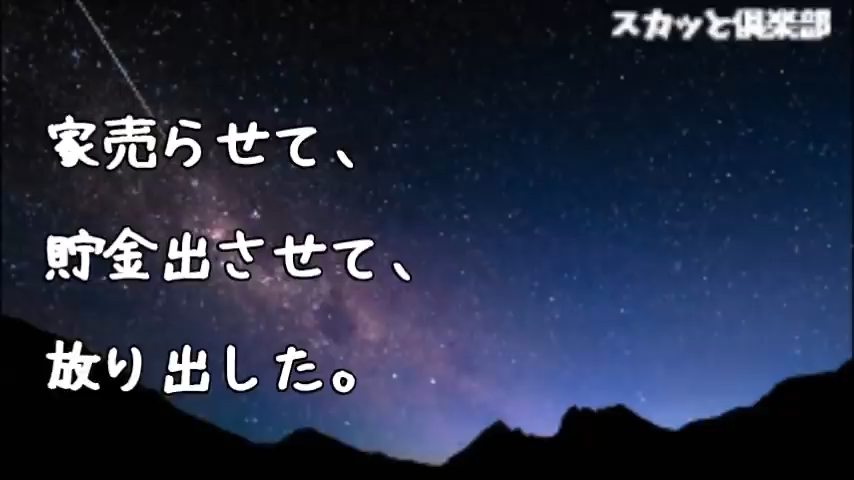 スカッと倶楽部
家売らせて、
貯金出させて、
放り出した。